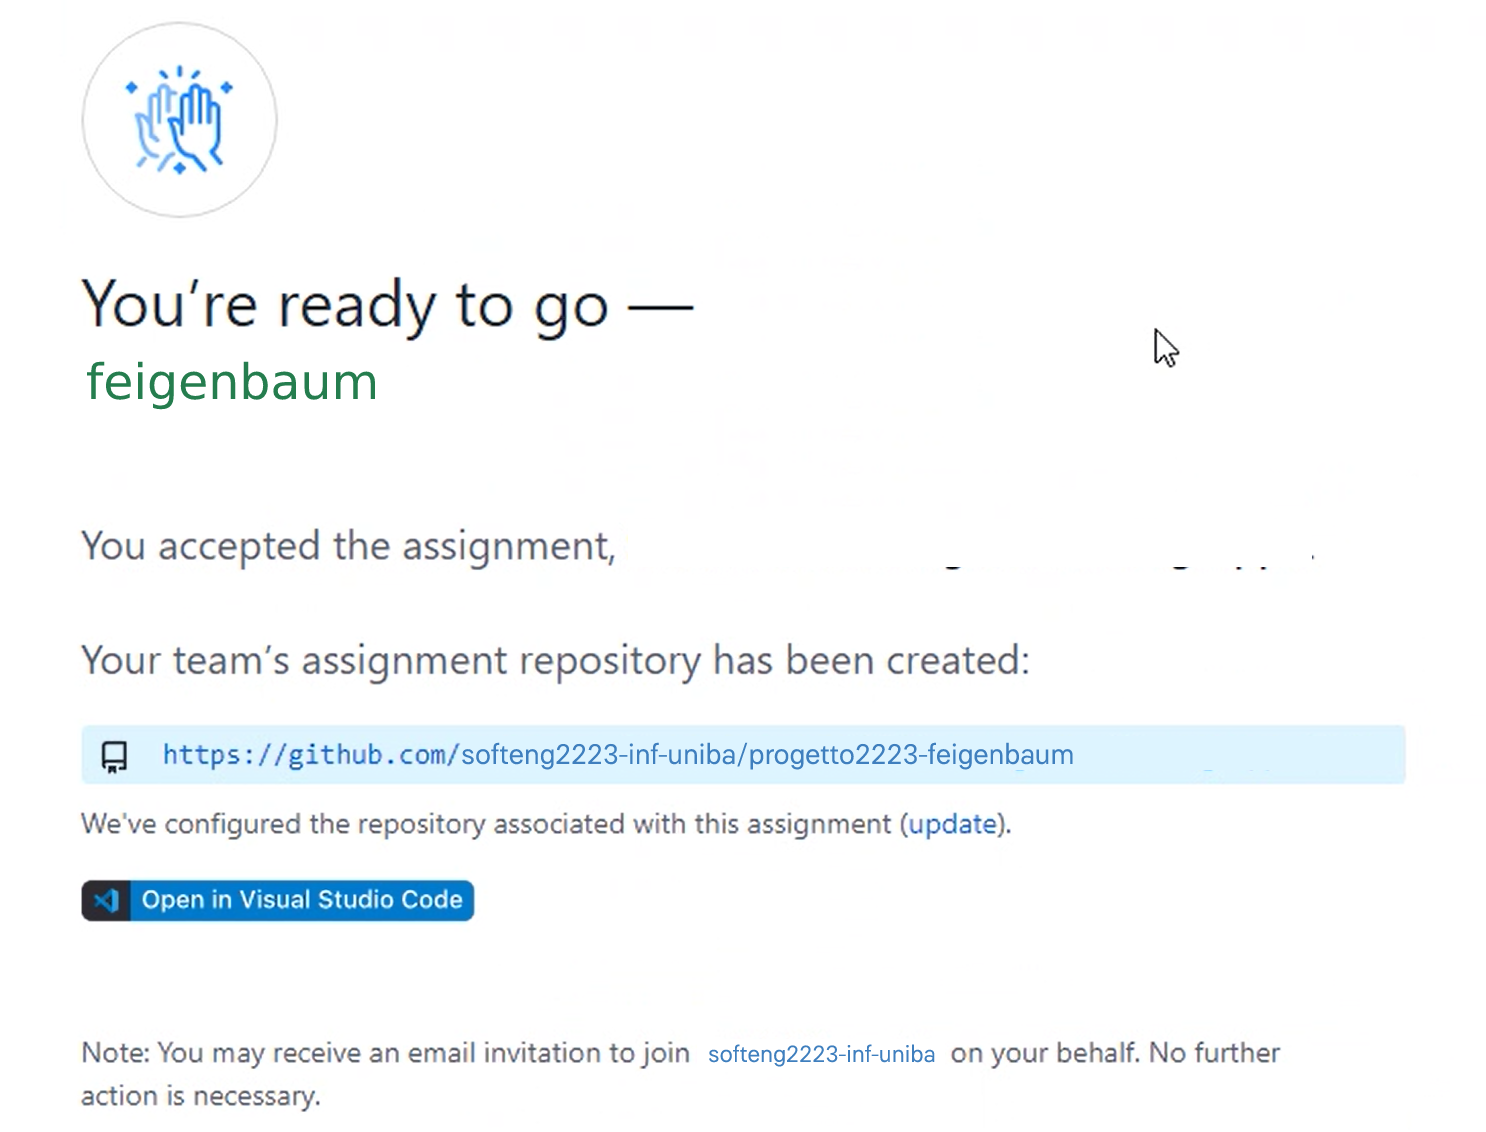 You’re ready to go —
feigenbaum
You accepted the assignment,
Your team’s assignment repository has been created:
https://github.com/softeng2223-inf-uniba/progetto2223-feigenbaum
We've configured the repository associated with this assignment (update).
Open in Visual Studio Code
Note: You may receive an email invitation to join softeng2223-inf-uniba on your behalf. No further
action is necessary.